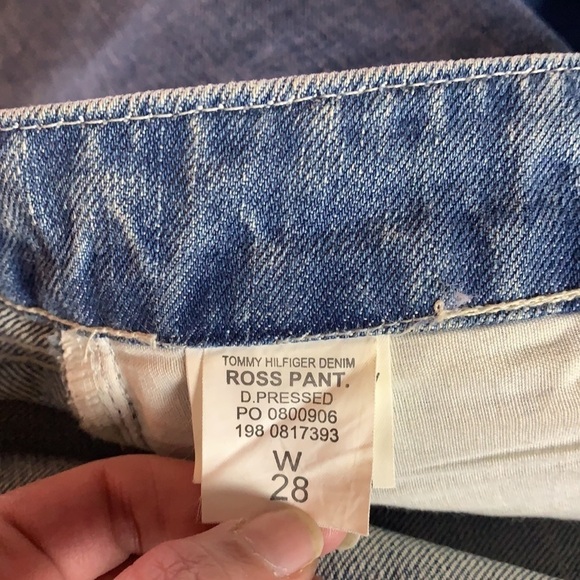 TOMMY HILFIGER DENIM
ROSS PANT.
D.PRESSED
PO 0800906
198 0817393
W
28